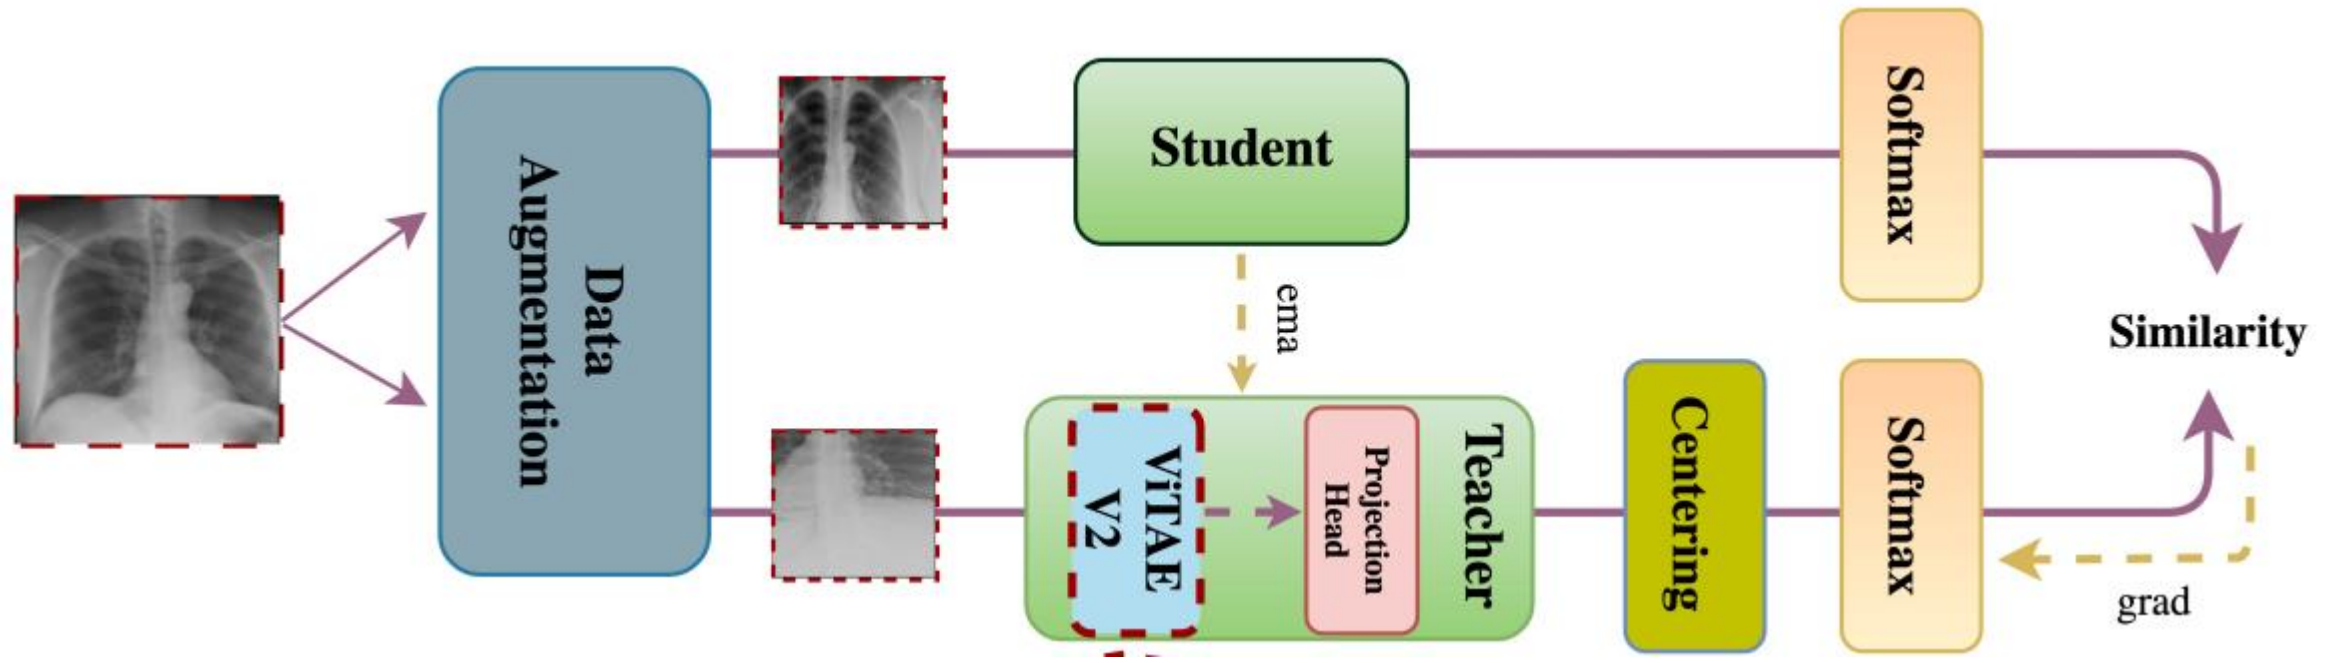 Data
Augmentation
Student
Softmax
ema
Similarity
ViTAE
V2
Projection
Head
Teacher
Centering
Softmax
grad